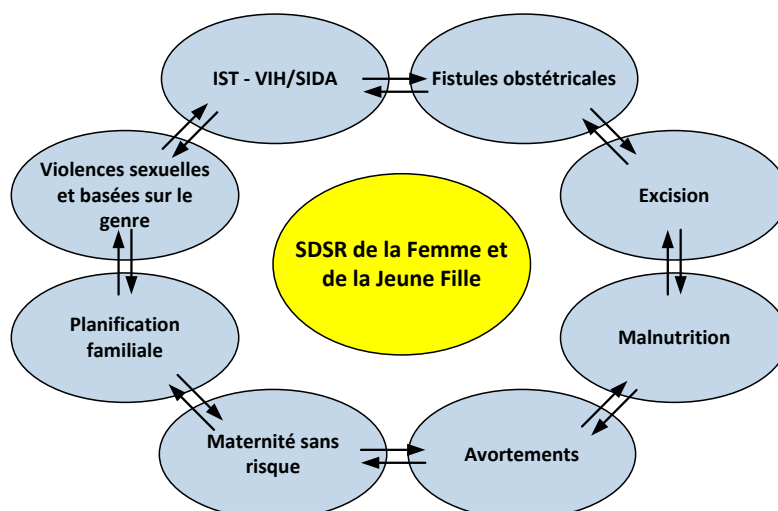 IST - VIH/SIDA
Fistules obstétricales
Violences sexuelles
et basées sur le
genre
Excision
SDSR de la Femme et
de la Jeune Fille
Planification
familiale
Malnutrition
Maternité sans
risque
Avortements